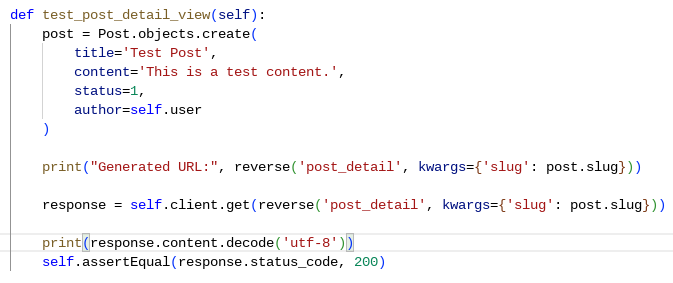 def test_post_detail_view(self):
    post = Post.objects.create(
        title='Test Post',
        content='This is a test content.',
        status=1,
        author=self.user
    )
    print("Generated URL:", reverse('post_detail', kwargs={'slug': post.slug}))
    response = self.client.get(reverse('post_detail', kwargs={'slug': post.slug}))
    print(response.content.decode('utf-8'))
    self.assertEqual(response.status_code, 200)